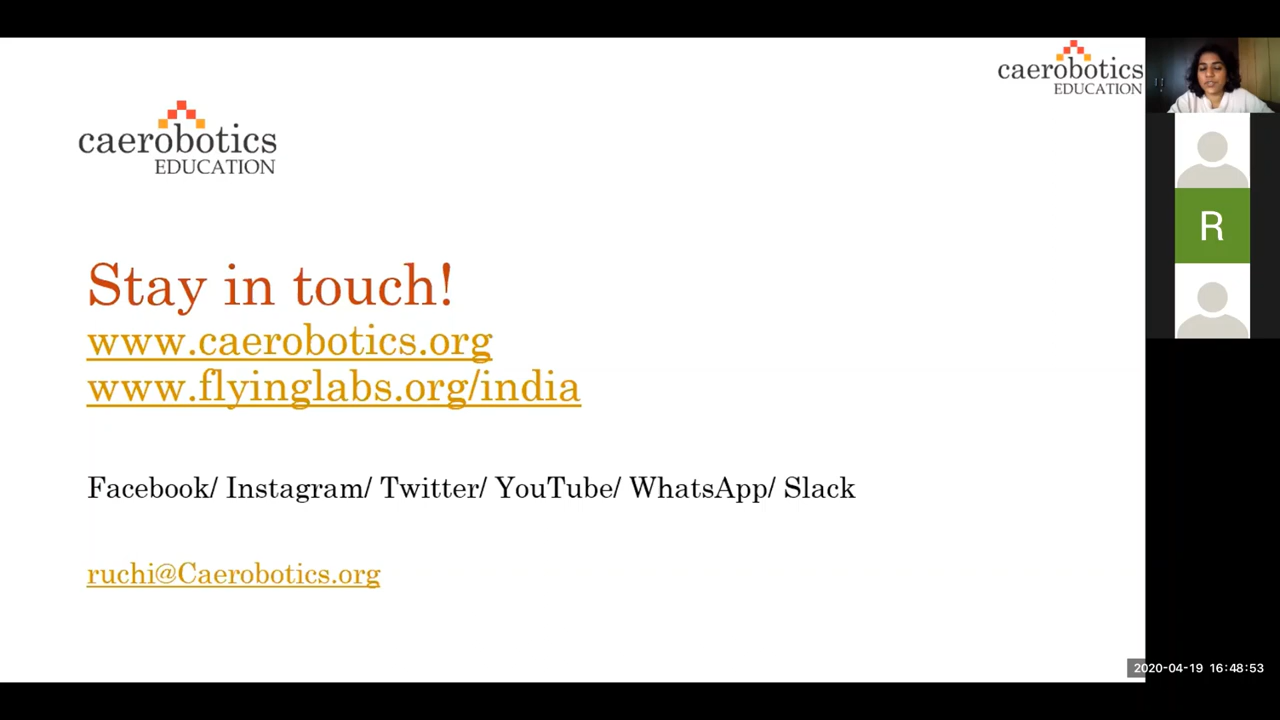 caerobotics
EDUCATION
caerobotics
EDUCATION
Stay in touch!
www.caerobotics.org
www.flyinglabs.org/india
Facebook/ Instagram/ Twitter/ YouTube/ WhatsApp/ Slack
ruchi@Caerobotics.org
R
2020-04-19 16:48:53